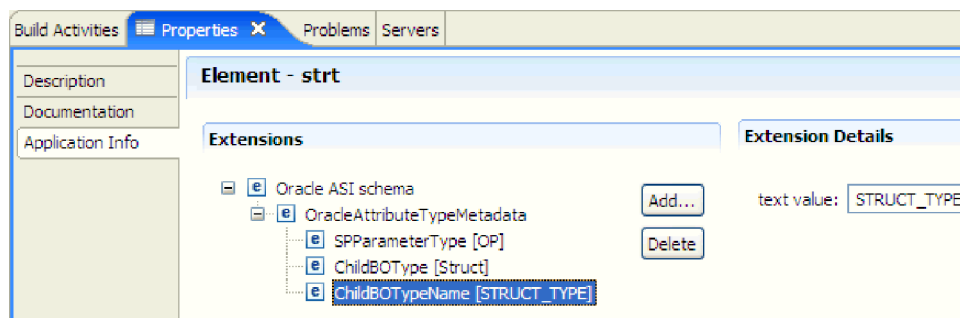 Build Activities Properties Problems Servers
Element - strt
Description
Documentation
Application Info
Extensions
Extension Details
Oracle ASI schema
OracleAttributeTypeMetadata
SPParameterType [OP]
ChildBOType [Struct]
ChildBOTypeName [STRUCT_TYPE]
Add...
Delete
text value: STRUCT_TYPE